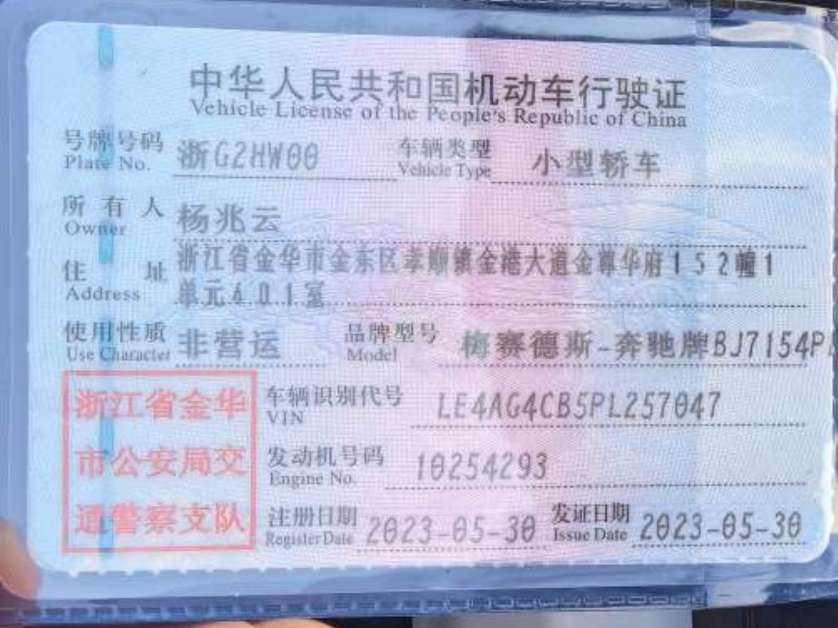 中华人民共和国机动车行驶证
Vehicle License of the People's Republic of China
号牌号码 浙G2HW00 车辆类型 小型轿车
Plate No. Vehicle Type
所有人 杨兆云
Owner
住址 浙江省金华市金东区孝顺镇金港大道金尊华府152幢1
Address 单元401室
使用性质 非营运 品牌型号 梅赛德斯-奔驰牌BJ7154P
Use Character Model
浙江省金华 车辆识别代号 LE4AG4CB5PL257047
VIN
市公安局交 发动机号码 10254293
Engine No.
通警察支队 注册日期 2023-05-30 发证日期 2023-05-30
Register Date Issue Date